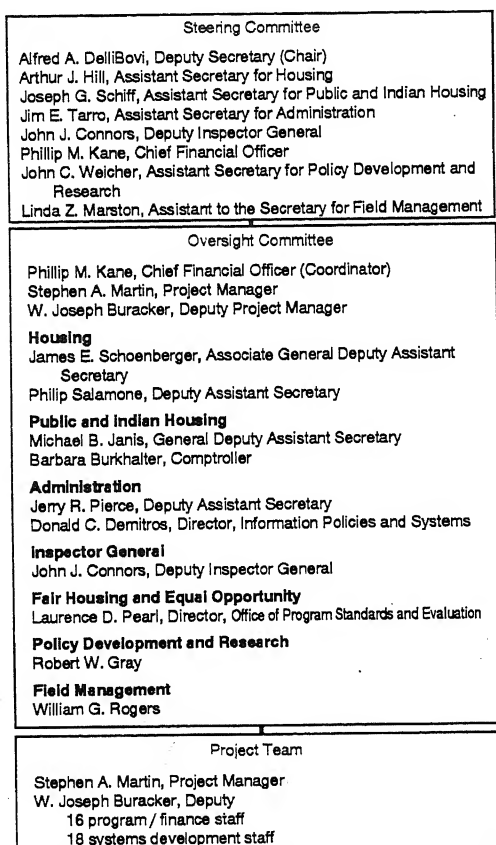 Steering Committee
Alfred A. DelliBovi, Deputy Secretary (Chair)
Arthur J. Hill, Assistant Secretary for Housing
Joseph G. Schiff, Assistant Secretary for Public and Indian Housing
Jim E. Tarro, Assistant Secretary for Administration
John J. Connors, Deputy Inspector General
Phillip M. Kane, Chief Financial Officer
John C. Weicher, Assistant Secretary for Policy Development and
Research
Linda Z. Marston, Assistant to the Secretary for Field Management
Oversight Committee
Phillip M. Kane, Chief Financial Officer (Coordinator)
Stephen A. Martin, Project Manager
W. Joseph Buracker, Deputy Project Manager
Housing
James E. Schoenberger, Associate General Deputy Assistant
Secretary
Philip Salamone, Deputy Assistant Secretary
Public and Indian Housing
Michael B. Janis, General Deputy Assistant Secretary
Barbara Burkhalter, Comptroller
Administration
Jerry R. Pierce, Deputy Assistant Secretary
Donald C. Demitros, Director, Information Policies and Systems
Inspector General
John J. Connors, Deputy Inspector General
Fair Housing and Equal Opportunity
Laurence D. Pearl, Director, Office of Program Standards and Evaluation
Policy Development and Research
Robert W. Gray
Field Management
William G. Rogers
Project Team
Stephen A. Martin, Project Manager
W. Joseph Buracker, Deputy
16 program / finance staff
18 systems development staff